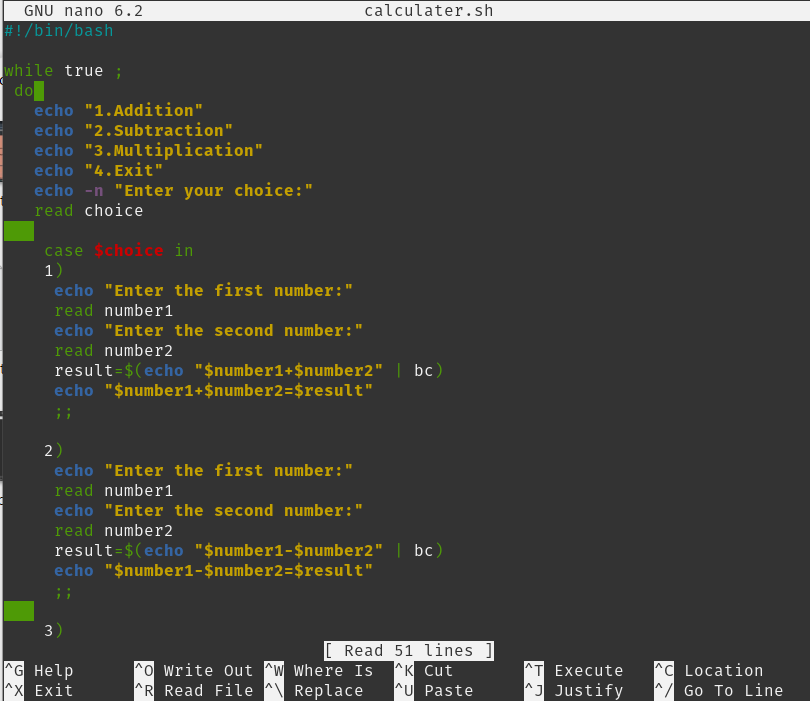 GNU nano 6.2 calculater.sh
#!/bin/bash
while true ;
do
echo "1.Addition"
echo "2.Subtraction"
echo "3.Multiplication"
echo "4.Exit"
echo -n "Enter your choice:"
read choice
case $choice in
1)
echo "Enter the first number:"
read number1
echo "Enter the second number:"
read number2
result=$(echo "$number1+$number2" | bc)
echo "$number1+$number2=$result"
;;
2)
echo "Enter the first number:"
read number1
echo "Enter the second number:"
read number2
result=$(echo "$number1-$number2" | bc)
echo "$number1-$number2=$result"
;;
3)
[ Read 51 lines ]
^G Help ^O Write Out ^W Where Is ^K Cut ^T Execute ^C Location
^X Exit ^R Read File ^\ Replace ^U Paste ^J Justify ^/ Go To Line